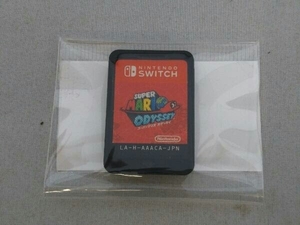 NINTENDO
SWITCH
SUPER
MARIO
ODYSSEY
Nintendo
LA-H-AAACA-JPN